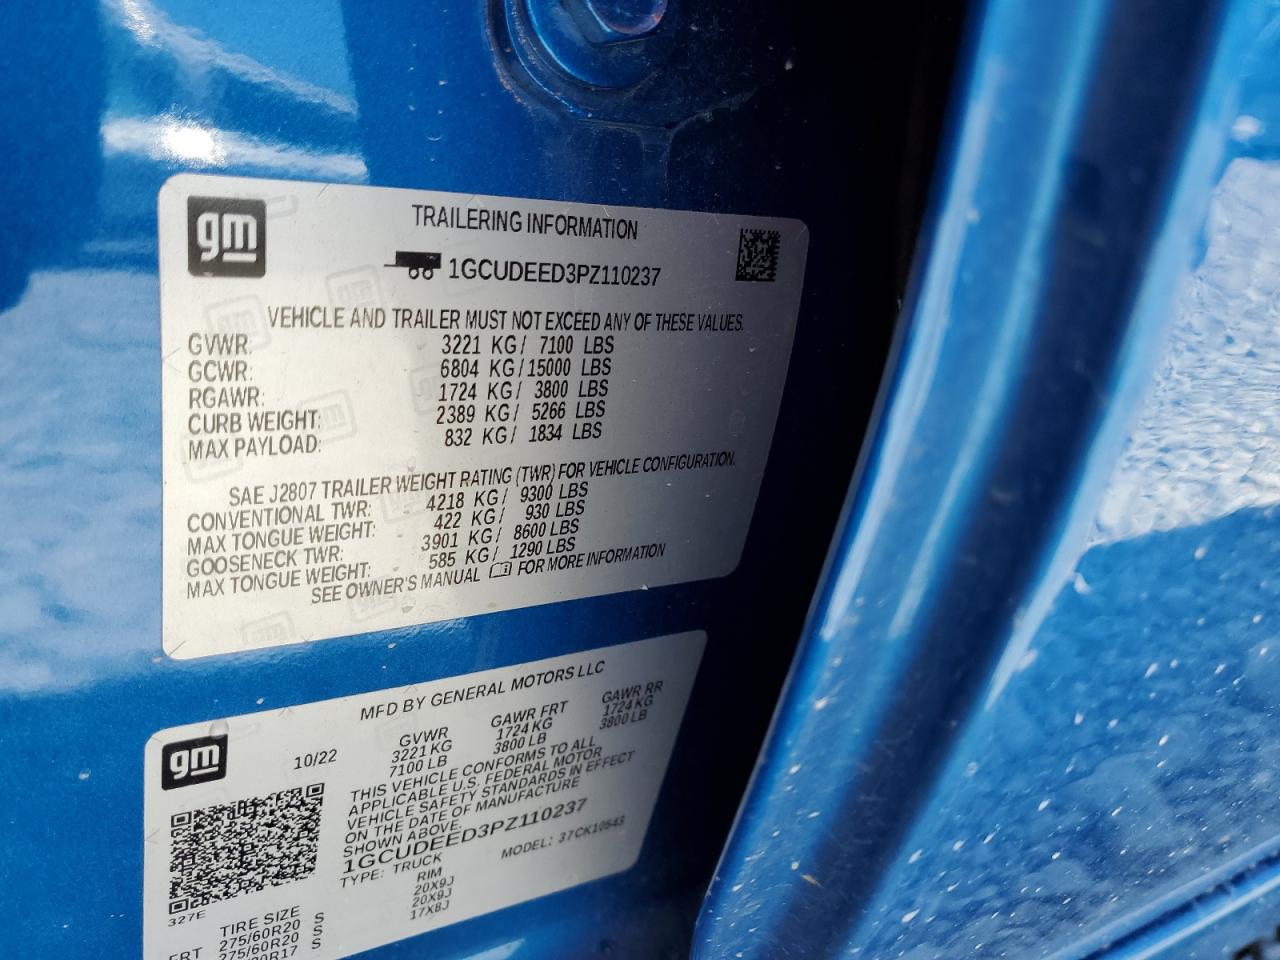 gm
TRAILERING INFORMATION
1GCUDEED3PZ110237
VEHICLE AND TRAILER MUST NOT EXCEED ANY OF THESE VALUES.
GVWR: 3221 KG/ 7100 LBS
GCWR: 6804 KG/15000 LBS
RGAWR: 1724 KG/ 3800 LBS
CURB WEIGHT: 2389 KG/ 5266 LBS
MAX PAYLOAD: 832 KG/ 1834 LBS
SAE J2807 TRAILER WEIGHT RATING (TWR) FOR VEHICLE CONFIGURATION.
CONVENTIONAL TWR: 4218 KG/ 9300 LBS
MAX TONGUE WEIGHT: 422 KG/ 930 LBS
GOOSENECK TWR: 3901 KG/ 8600 LBS
MAX TONGUE WEIGHT: 585 KG/ 1290 LBS
SEE OWNER'S MANUAL FOR MORE INFORMATION
gm
MFD BY GENERAL MOTORS LLC
10/22 GVWR GAWR FRT GAWR RR
3221 KG 1724 KG 1724 KG
7100 LB 3800 LB 3800 LB
THIS VEHICLE CONFORMS TO ALL
APPLICABLE U.S. FEDERAL MOTOR
VEHICLE SAFETY STANDARDS IN EFFECT
ON THE DATE OF MANUFACTURE
SHOWN ABOVE.
1GCUDEED3PZ110237
TYPE: TRUCK MODEL: 37CK10543
327E
TIRE SIZE RIM
FRT 275/60R20 S 20X9J
275/60R20 S 20X9J
S 17X8J